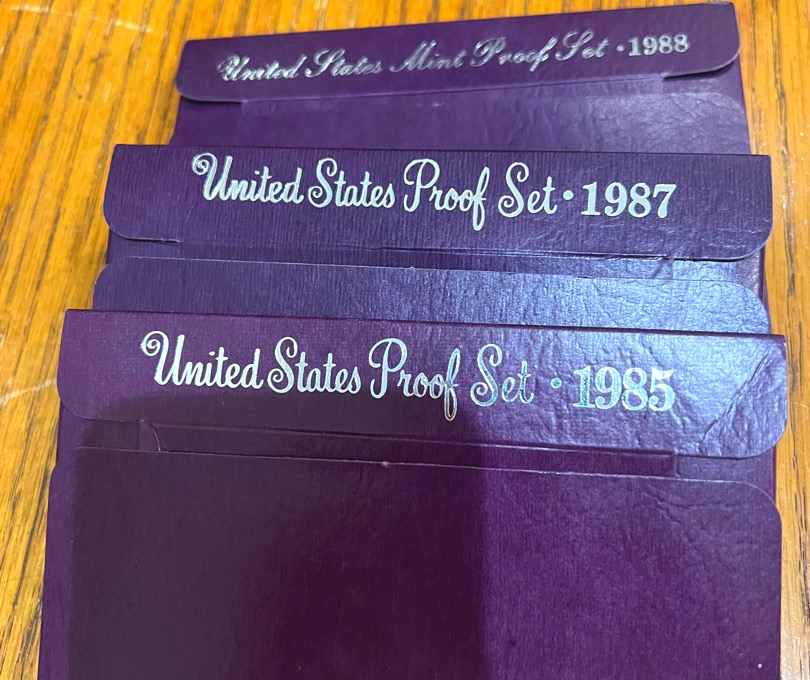 United States Mint Proof Set · 1988
United States Proof Set · 1987
United States Proof Set · 1985